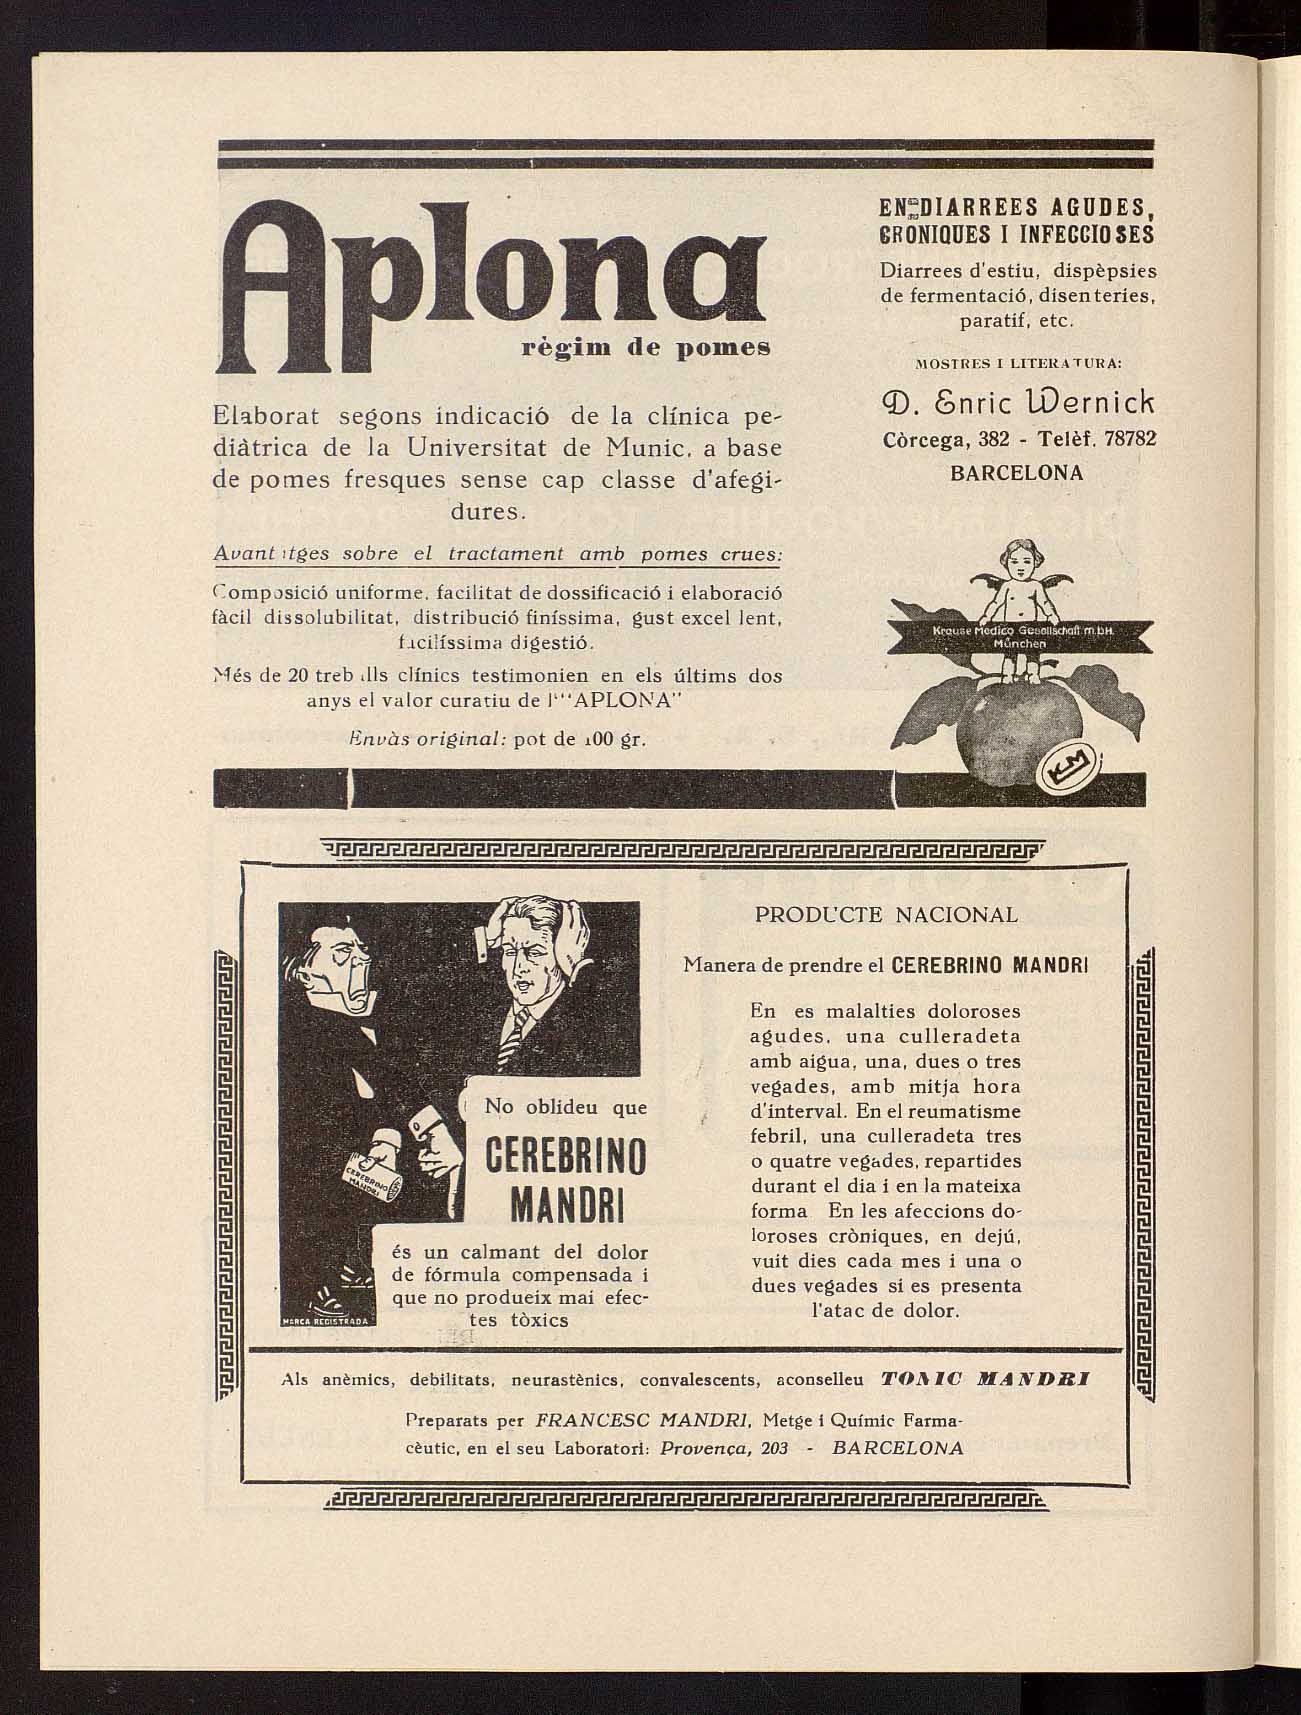 Aplona
règim de pomes
Elaborat segons indicació de la clínica pe-
diàtrica de la Universitat de Munic, a base
de pomes fresques sense cap classe d'afegi-
dures.
Avantatges sobre el tractament amb pomes crues:
Composició uniforme, facilitat de dossificació i elaboració
fàcil dissolubilitat, distribució finíssima, gust excel lent,
facilíssima digestió.
Més de 20 treballs clínics testimonien en els últims dos
anys el valor curatiu de l'"APLONA"
Envàs original: pot de 100 gr.
EN DIARREES AGUDES,
CRONIQUES I INFECCIOSES
Diarrees d'estiu, dispèpsies
de fermentació, disenteries,
paratif, etc.
MOSTRES I LITERATURA:
D. Enric Wernick
Còrcega, 382 - Telèf. 78782
BARCELONA
Krause Medico Gesellschaft m.b.H.
München
KM
CEREBRINO
MANDRI
MARCA REGISTRADA
No oblideu que
CEREBRINO
MANDRI
és un calmant del dolor
de fórmula compensada i
que no produeix mai efec-
tes tòxics
PRODUCTE NACIONAL
Manera de prendre el CEREBRINO MANDRI
En es malalties doloroses
agudes, una culleradeta
amb aigua, una, dues o tres
vegades, amb mitja hora
d'interval. En el reumatisme
febril, una culleradeta tres
o quatre vegades, repartides
durant el dia i en la mateixa
forma En les afeccions do-
loroses cròniques, en dejú,
vuit dies cada mes i una o
dues vegades si es presenta
l'atac de dolor.
Als anèmics, debilitats, neurastènics, convalescents, aconselleu TONIC MANDRI
Preparats per FRANCESC MANDRI, Metge i Químic Farma-
cèutic, en el seu Laboratori: Provença, 203 - BARCELONA